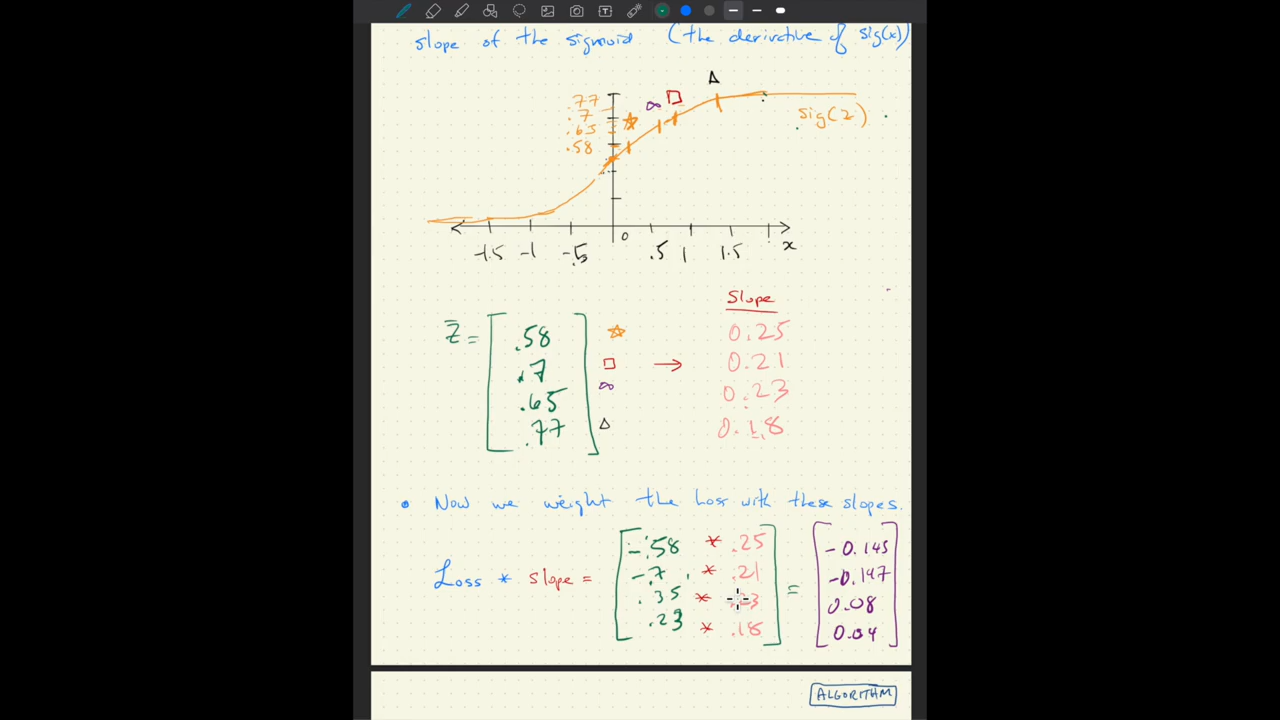 slope of the sigmoid (the derivative of sig(x))
.77
.7
.65
.58
sig(z)
-1.5 -1 -.5 0 .5 1 1.5 x
Slope
Z = .58 → 0.25
.7 0.21
.65 0.23
.77 0.18
• Now we weight the Loss with these slopes.
Loss * slope = -.58 * .25 = -0.145
-.7 * .21 -0.147
.35 * .23 0.08
.23 * .18 0.04
ALGORITHM